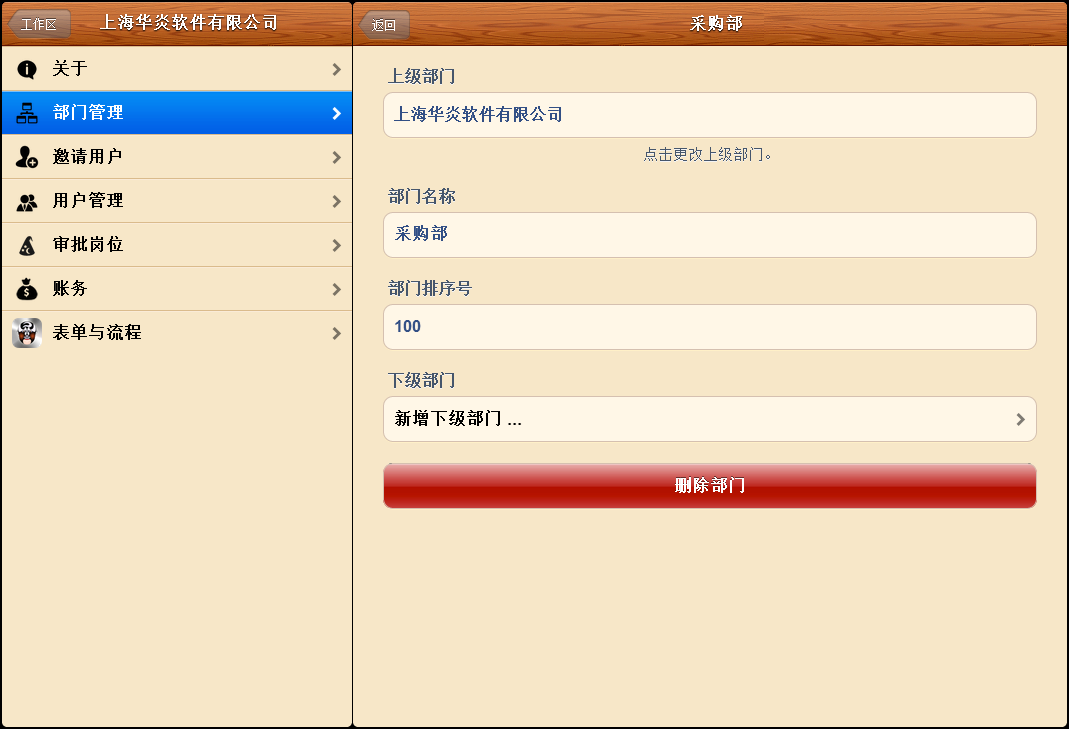 工作区
上海华炎软件有限公司
关于
部门管理
邀请用户
用户管理
审批岗位
账务
表单与流程
返回
采购部
上级部门
上海华炎软件有限公司
点击更改上级部门。
部门名称
采购部
部门排序号
100
下级部门
新增下级部门 ...
删除部门